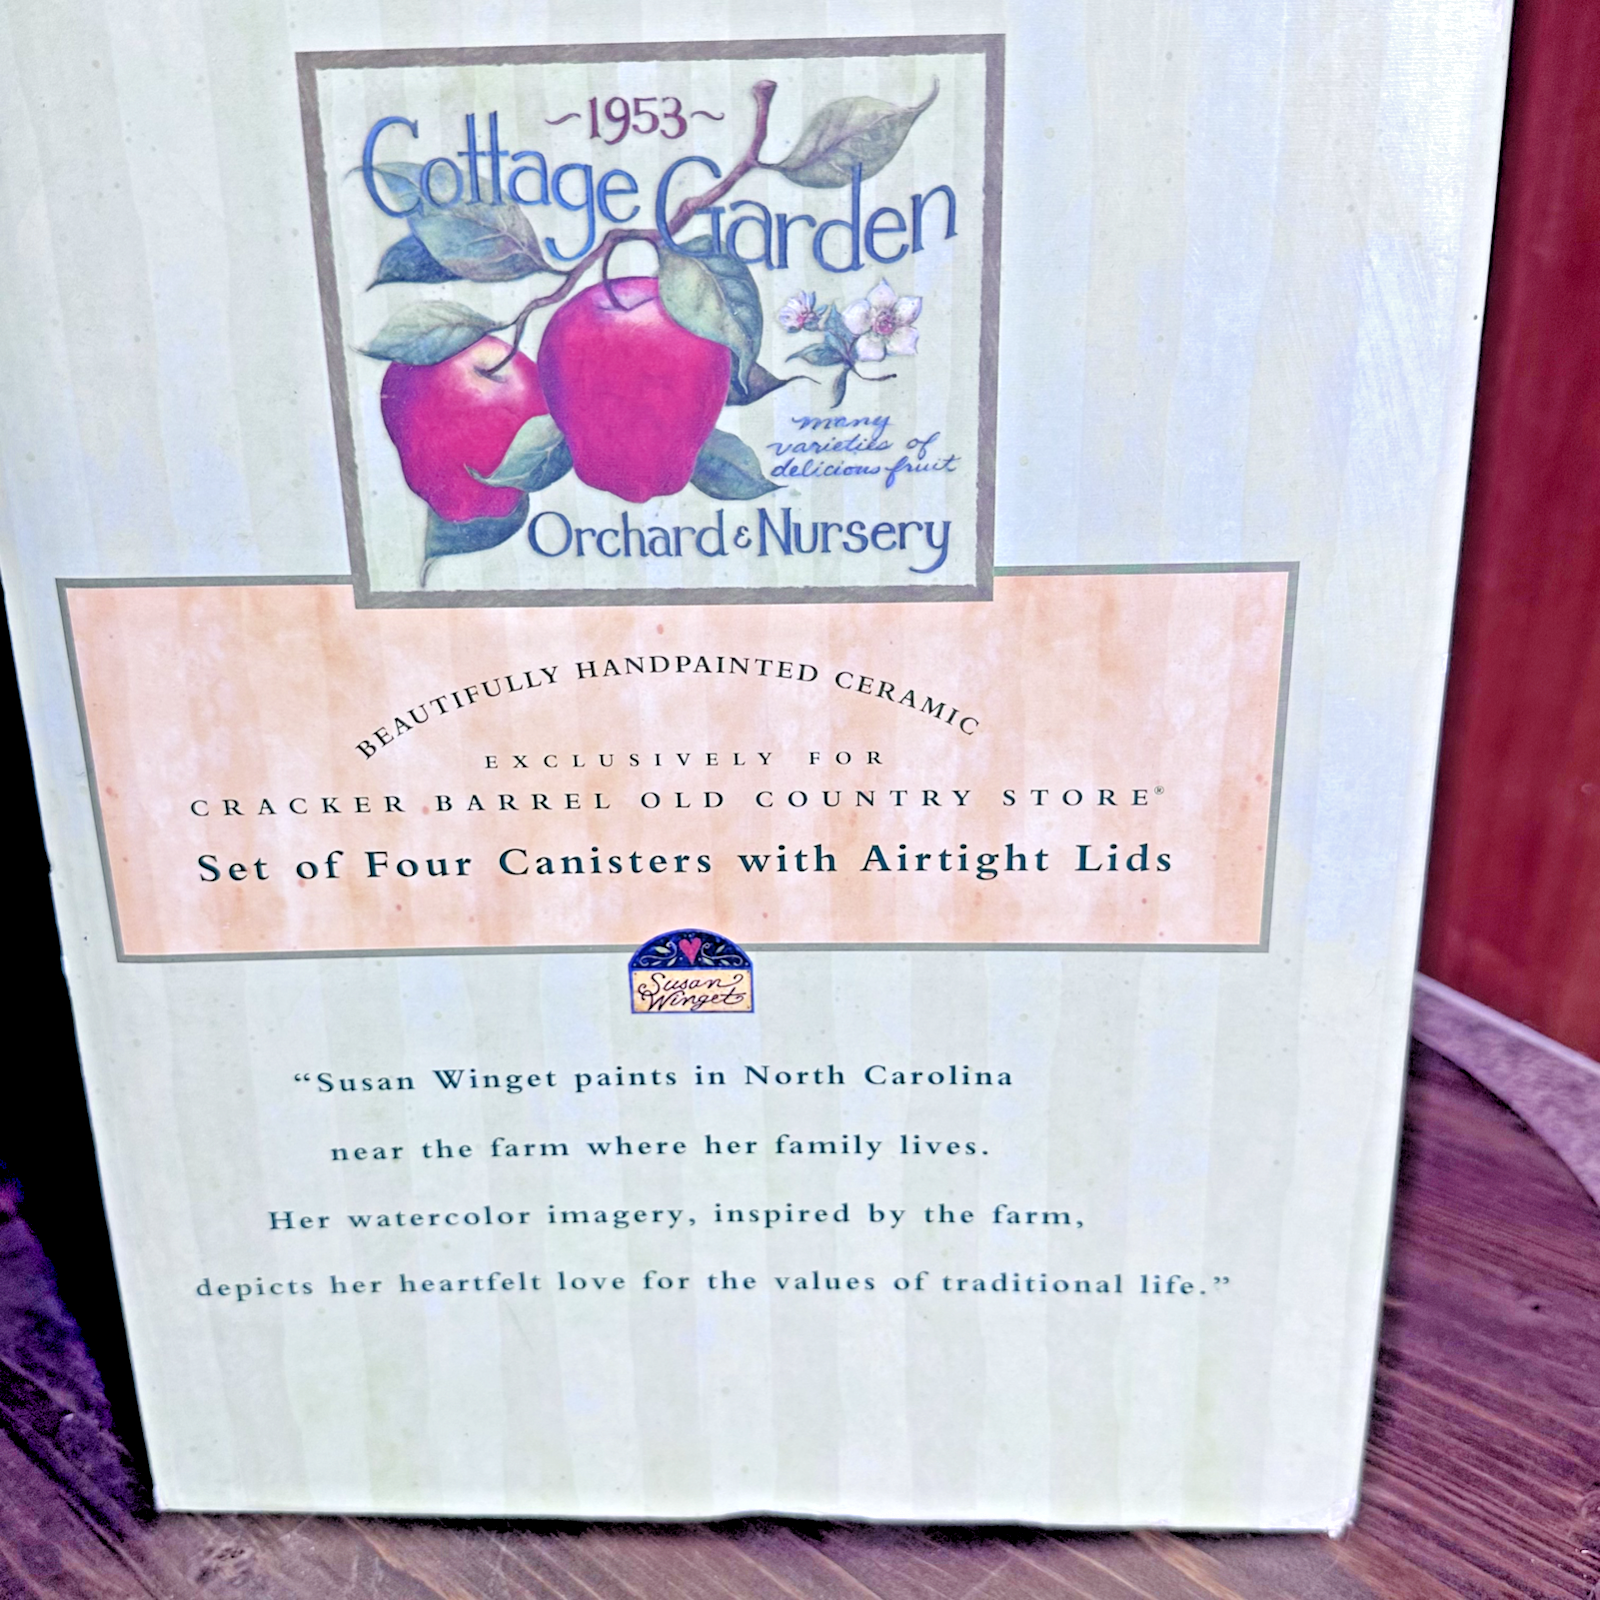 ~1953~
Cottage Garden
many
varieties of
delicious fruit
Orchard & Nursery
BEAUTIFULLY HANDPAINTED CERAMIC
EXCLUSIVELY FOR
CRACKER BARREL OLD COUNTRY STORE®
Set of Four Canisters with Airtight Lids
Susan
Winget
“Susan Winget paints in North Carolina
near the farm where her family lives.
Her watercolor imagery, inspired by the farm,
depicts her heartfelt love for the values of traditional life.”